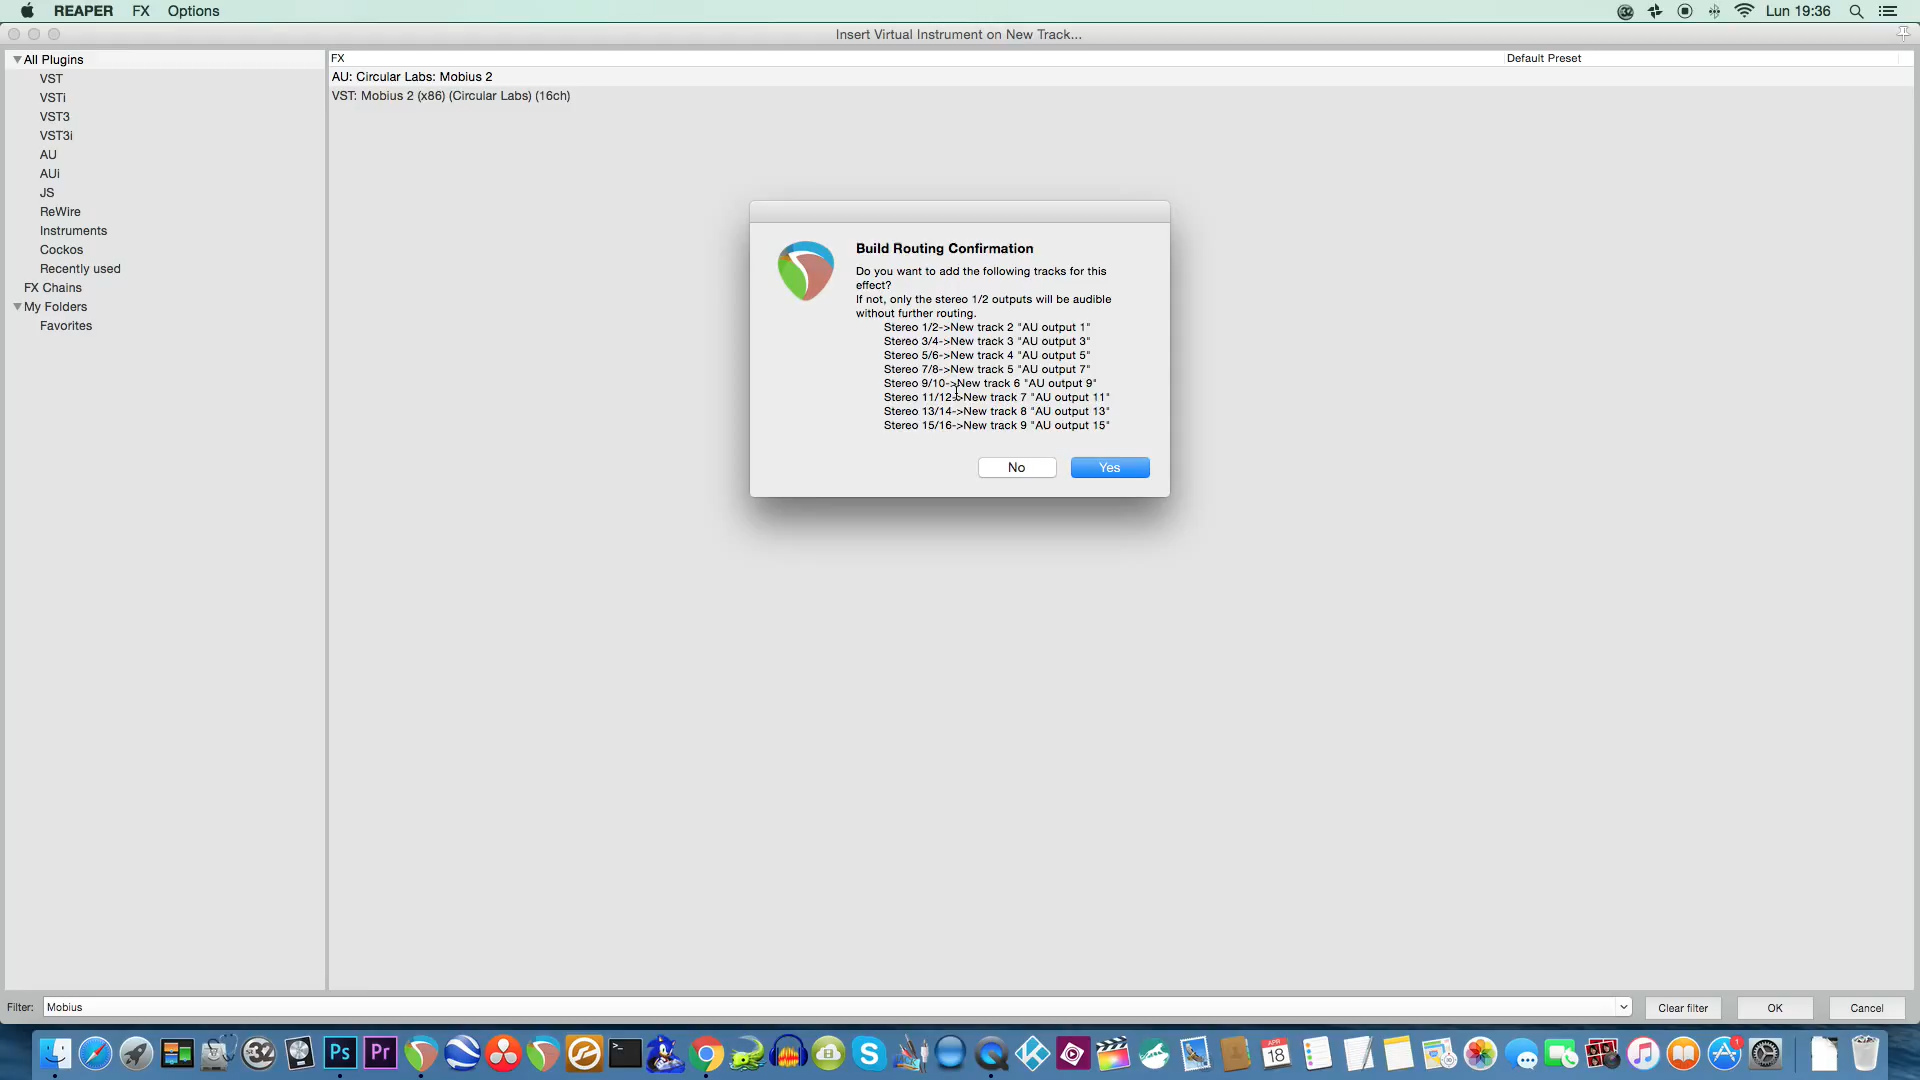 REAPER FX Options
Lun 19:36
Insert Virtual Instrument on New Track...
All Plugins
VST
VSTi
VST3
VST3i
AU
AUi
JS
ReWire
Instruments
Cockos
Recently used
FX Chains
My Folders
Favorites
FX
Default Preset
AU: Circular Labs: Mobius 2
VST: Mobius 2 (x86) (Circular Labs) (16ch)
Build Routing Confirmation
Do you want to add the following tracks for this
effect?
If not, only the stereo 1/2 outputs will be audible
without further routing.
Stereo 1/2->New track 2 "AU output 1"
Stereo 3/4->New track 3 "AU output 3"
Stereo 5/6->New track 4 "AU output 5"
Stereo 7/8->New track 5 "AU output 7"
Stereo 9/10->New track 6 "AU output 9"
Stereo 11/12->New track 7 "AU output 11"
Stereo 13/14->New track 8 "AU output 13"
Stereo 15/16->New track 9 "AU output 15"
No
Yes
Filter:
Mobius
Clear filter
OK
Cancel
32
Ps
Pr
S
APR
18
1